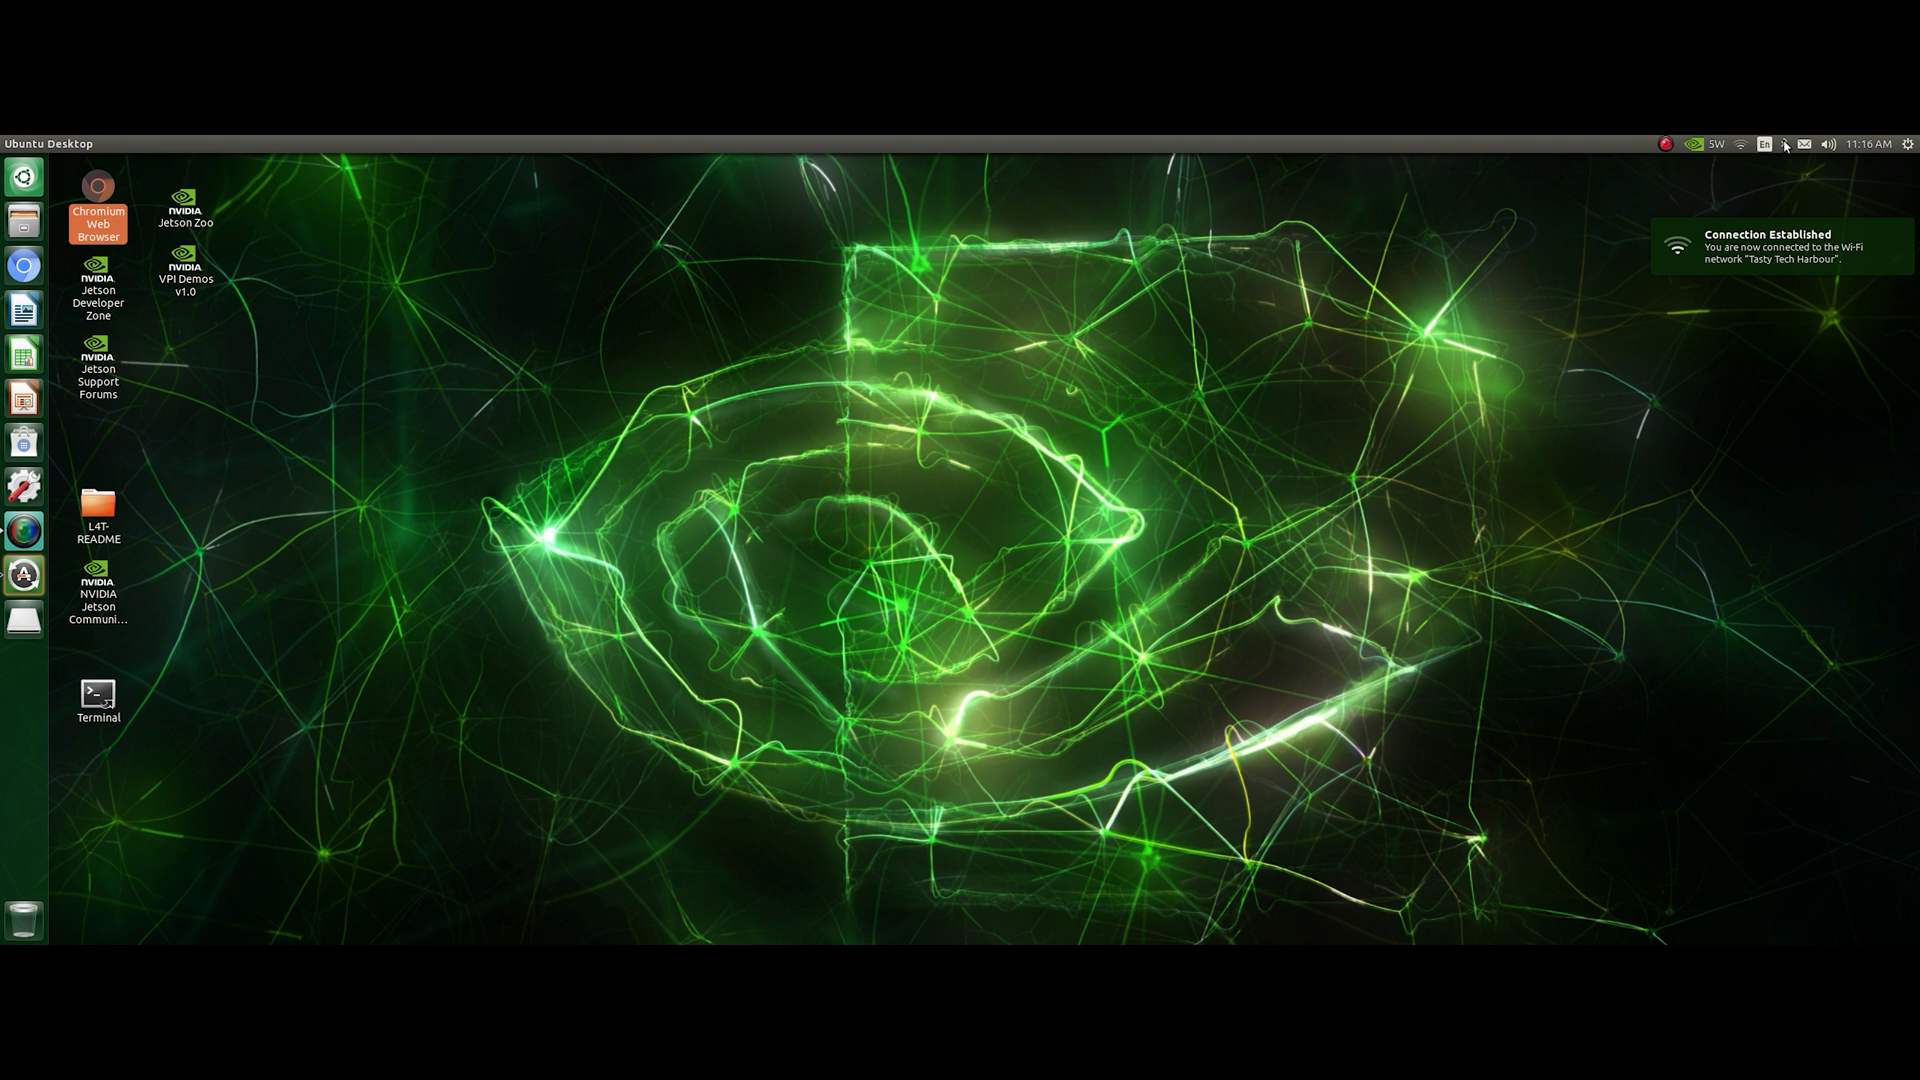 Ubuntu Desktop
5W
En
11:16 AM
Chromium
Web
Browser
NVIDIA.
Jetson Zoo
NVIDIA.
VPI Demos
v1.0
NVIDIA.
Jetson
Developer
Zone
NVIDIA.
Jetson
Support
Forums
L4T-
README
NVIDIA.
NVIDIA
Jetson
Communi...
Terminal
Connection Established
You are now connected to the Wi-Fi
network "Tasty Tech Harbour".